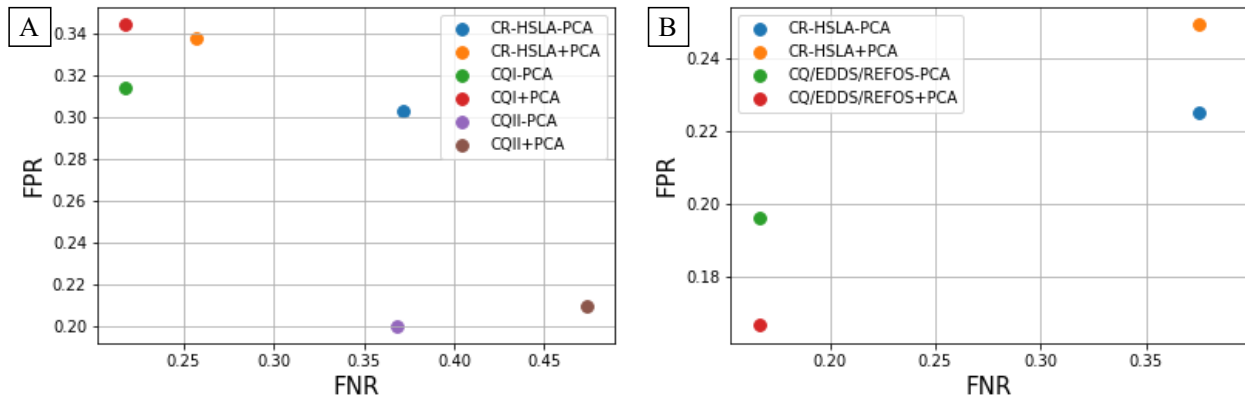 A
CR-HSLA-PCA
CR-HSLA+PCA
CQI-PCA
CQI+PCA
CQII-PCA
CQII+PCA
0.34
0.32
0.30
0.28
0.26
0.24
0.22
0.20
FPR
0.25 0.30 0.35 0.40 0.45
FNR
B
CR-HSLA-PCA
CR-HSLA+PCA
CQ/EDDS/REFOS-PCA
CQ/EDDS/REFOS+PCA
0.24
0.22
0.20
0.18
FPR
0.20 0.25 0.30 0.35
FNR